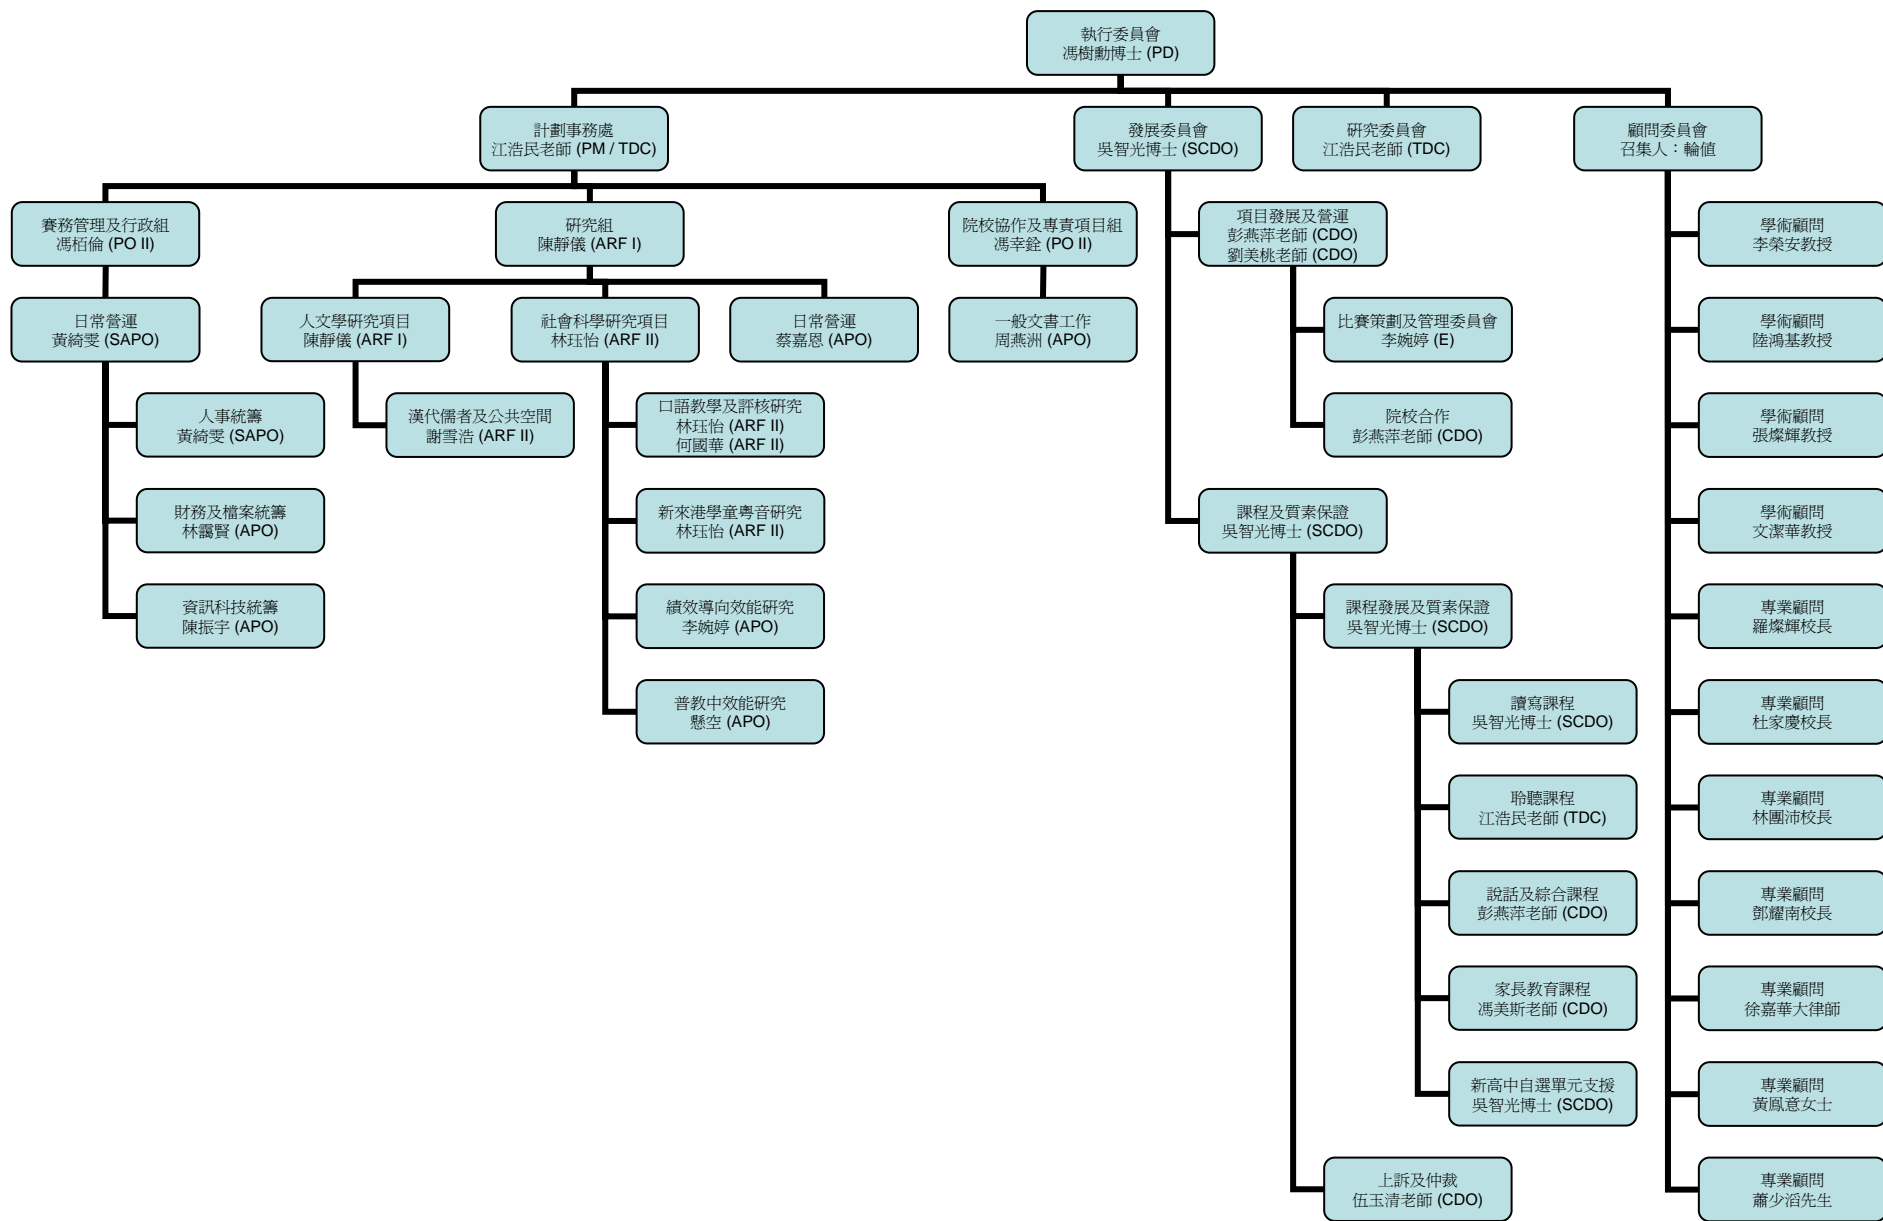 執行委員會
馮樹勳博士 (PD)
計劃事務處
江浩民老師 (PM / TDC)
發展委員會
吳智光博士 (SCDO)
研究委員會
江浩民老師 (TDC)
顧問委員會
召集人：輪值
賽務管理及行政組
馮栢倫 (PO II)
研究組
陳靜儀 (ARF I)
院校協作及專責項目組
馮幸銓 (PO II)
項目發展及營運
彭燕萍老師 (CDO)
劉美桃老師 (CDO)
學術顧問
李榮安教授
日常營運
黃綺雯 (SAPO)
人文學研究項目
陳靜儀 (ARF I)
社會科學研究項目
林珏怡 (ARF II)
日常營運
蔡嘉恩 (APO)
一般文書工作
周燕洲 (APO)
比賽策劃及管理委員會
李婉婷 (E)
學術顧問
陸鴻基教授
人事統籌
黃綺雯 (SAPO)
漢代儒者及公共空間
謝雪浩 (ARF II)
口語教學及評核研究
林珏怡 (ARF II)
何國華 (ARF II)
院校合作
彭燕萍老師 (CDO)
學術顧問
張燦輝教授
財務及檔案統籌
林靄賢 (APO)
新來港學童粵音研究
林珏怡 (ARF II)
課程及質素保證
吳智光博士 (SCDO)
學術顧問
文潔華教授
資訊科技統籌
陳振宇 (APO)
績效導向效能研究
李婉婷 (APO)
課程發展及質素保證
吳智光博士 (SCDO)
專業顧問
羅燦輝校長
普教中效能研究
懸空 (APO)
讀寫課程
吳智光博士 (SCDO)
專業顧問
杜家慶校長
聆聽課程
江浩民老師 (TDC)
專業顧問
林團沛校長
說話及綜合課程
彭燕萍老師 (CDO)
專業顧問
鄧耀南校長
家長教育課程
馮美斯老師 (CDO)
專業顧問
徐嘉華大律師
新高中自選單元支援
吳智光博士 (SCDO)
專業顧問
黃鳳意女士
上訴及仲裁
伍玉清老師 (CDO)
專業顧問
蕭少滔先生